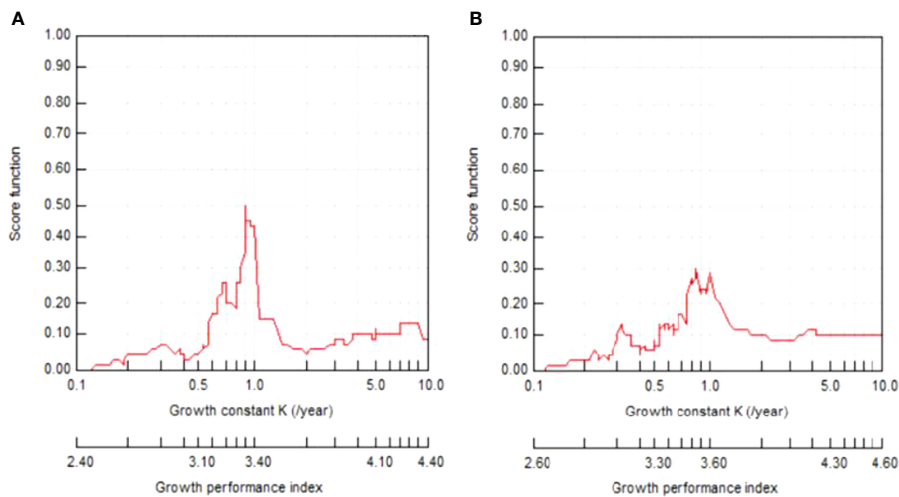 A
1.00
0.90
0.80
0.70
0.60
0.50
0.40
0.30
0.20
0.10
0.00
Score function
0.1 0.5 1.0 5.0 10.0
Growth constant K (/year)
2.40 3.10 3.40 4.10 4.40
Growth performance index
B
1.00
0.90
0.80
0.70
0.60
0.50
0.40
0.30
0.20
0.10
0.00
Score function
0.1 0.5 1.0 5.0 10.0
Growth constant K (/year)
2.60 3.30 3.60 4.30 4.60
Growth performance index